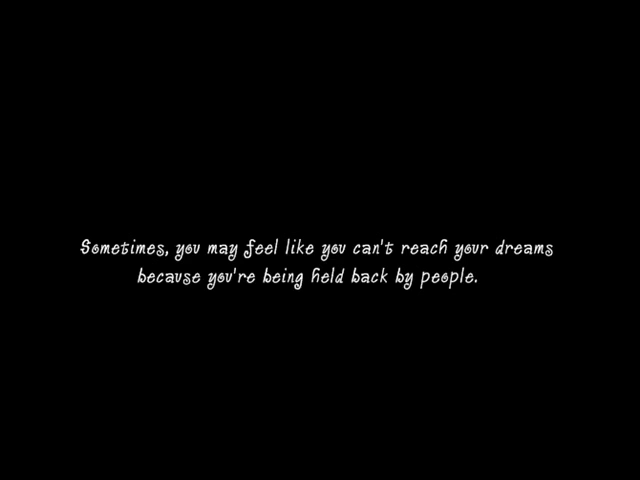 Sometimes, you may feel like you can't reach your dreams
because you're being held back by people.